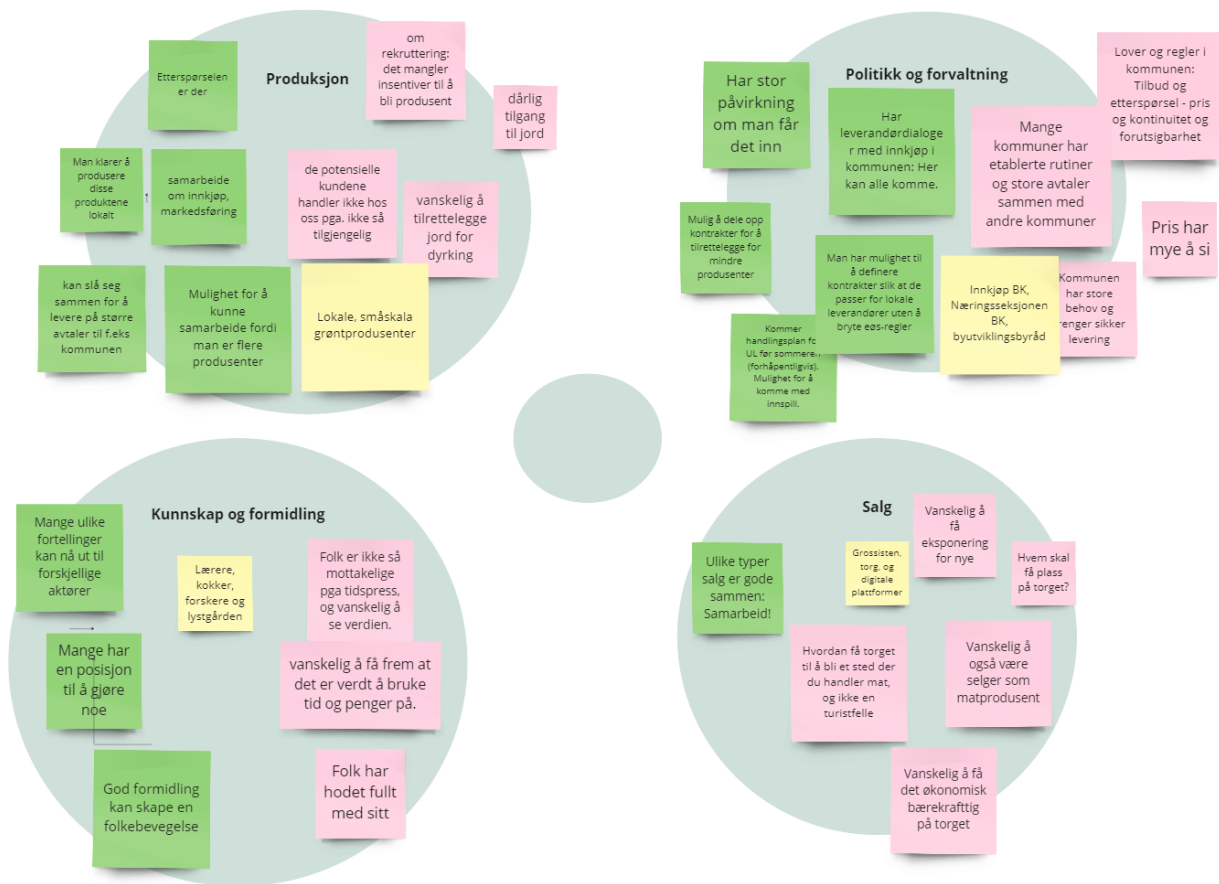 Produksjon
Etterspørselen
er der
om
rekruttering:
det mangler
insentiver til å
bli produsent
dårlig
tilgang
til jord
Man klarer å
produsere
disse
produktene
lokalt
samarbeide
om innkjøp,
markedsføring
de potensielle
kundene
handler ikke hos
oss pga. ikke så
tilgjengelig
vanskelig å
tilrettelegge
jord for
dyrking
kan slå seg
sammen for å
levere på større
avtaler til f.eks
kommunen
Mulighet for å
kunne
samarbeide fordi
man er flere
produsenter
Lokale, småskala
grøntprodusenter
Politikk og forvaltning
Har stor
påvirkning
om man får
det inn
Har
leverandørdialoge
r med innkjøp i
kommunen: Her
kan alle komme.
Mange
kommuner har
etablerte rutiner
og store avtaler
sammen med
andre kommuner
Lover og regler i
kommunen:
Tilbud og
etterspørsel - pris
og kontinuitet og
forutsigbarhet
Mulig å dele opp
kontrakter for å
tilrettelegge for
mindre
produsenter
Man har mulighet til
å definere
kontrakter slik at de
passer for lokale
leverandører uten å
bryte eøs-regler
Innkjøp BK,
Næringsseksjonen
BK,
byutviklingsbyråd
Kommunen
har store
behov og
renger sikker
levering
Pris har
mye å si
Kommer
handlingsplan fo
UL før sommeren
(forhåpentligvis).
Mulighet for å
komme med
innspill.
Kunnskap og formidling
Mange ulike
fortellinger
kan nå ut til
forskjellige
aktører
Lærere,
kokker,
forskere og
lystgården
Folk er ikke så
mottakelige
pga tidspress,
og vanskelig å
se verdien.
Mange har
en posisjon
til å gjøre
noe
vanskelig å få frem at
det er verdt å bruke
tid og penger på.
God formidling
kan skape en
folkebevegelse
Folk har
hodet fullt
med sitt
Salg
Ulike typer
salg er gode
sammen:
Samarbeid!
Grossisten,
torg, og
digitale
plattformer
Vanskelig å
få
eksponering
for nye
Hvem skal
få plass
på torget?
Hvordan få torget
til å bli et sted der
du handler mat,
og ikke en
turistfelle
Vanskelig å
også være
selger som
matprodusent
Vanskelig å få
det økonomisk
bærekrafttig
på torget